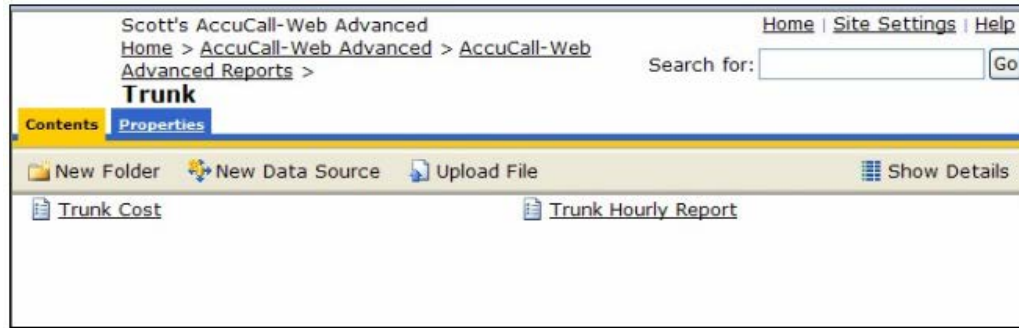 Scott's AccuCall-Web Advanced
Home | Site Settings | Help
Home > AccuCall-Web Advanced > AccuCall-Web
Advanced Reports >
Search for: Go
Trunk
Contents Properties
New Folder New Data Source Upload File Show Details
Trunk Cost Trunk Hourly Report